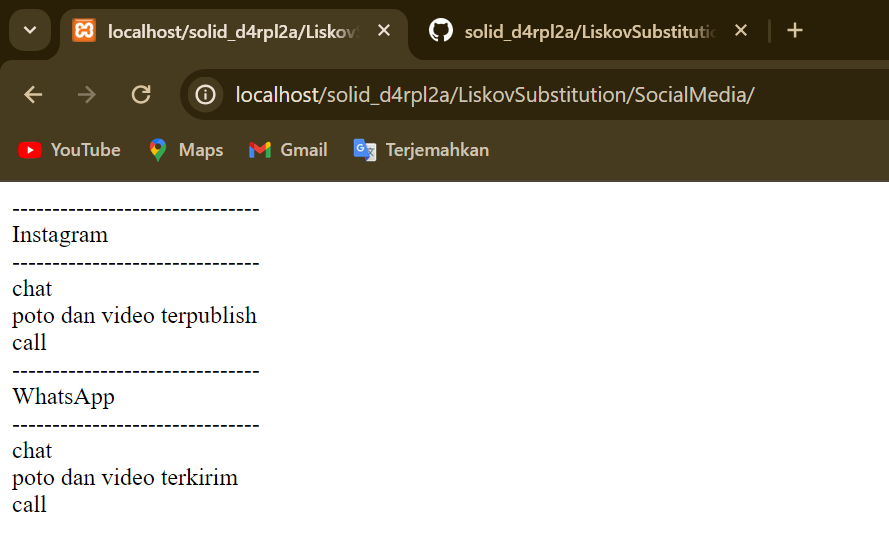 localhost/solid_d4rpl2a/Liskov
solid_d4rpl2a/LiskovSubstitutio
localhost/solid_d4rpl2a/LiskovSubstitution/SocialMedia/
YouTube Maps Gmail Terjemahkan
-------------------------------
Instagram
-------------------------------
chat
poto dan video terpublish
call
-------------------------------
WhatsApp
-------------------------------
chat
poto dan video terkirim
call